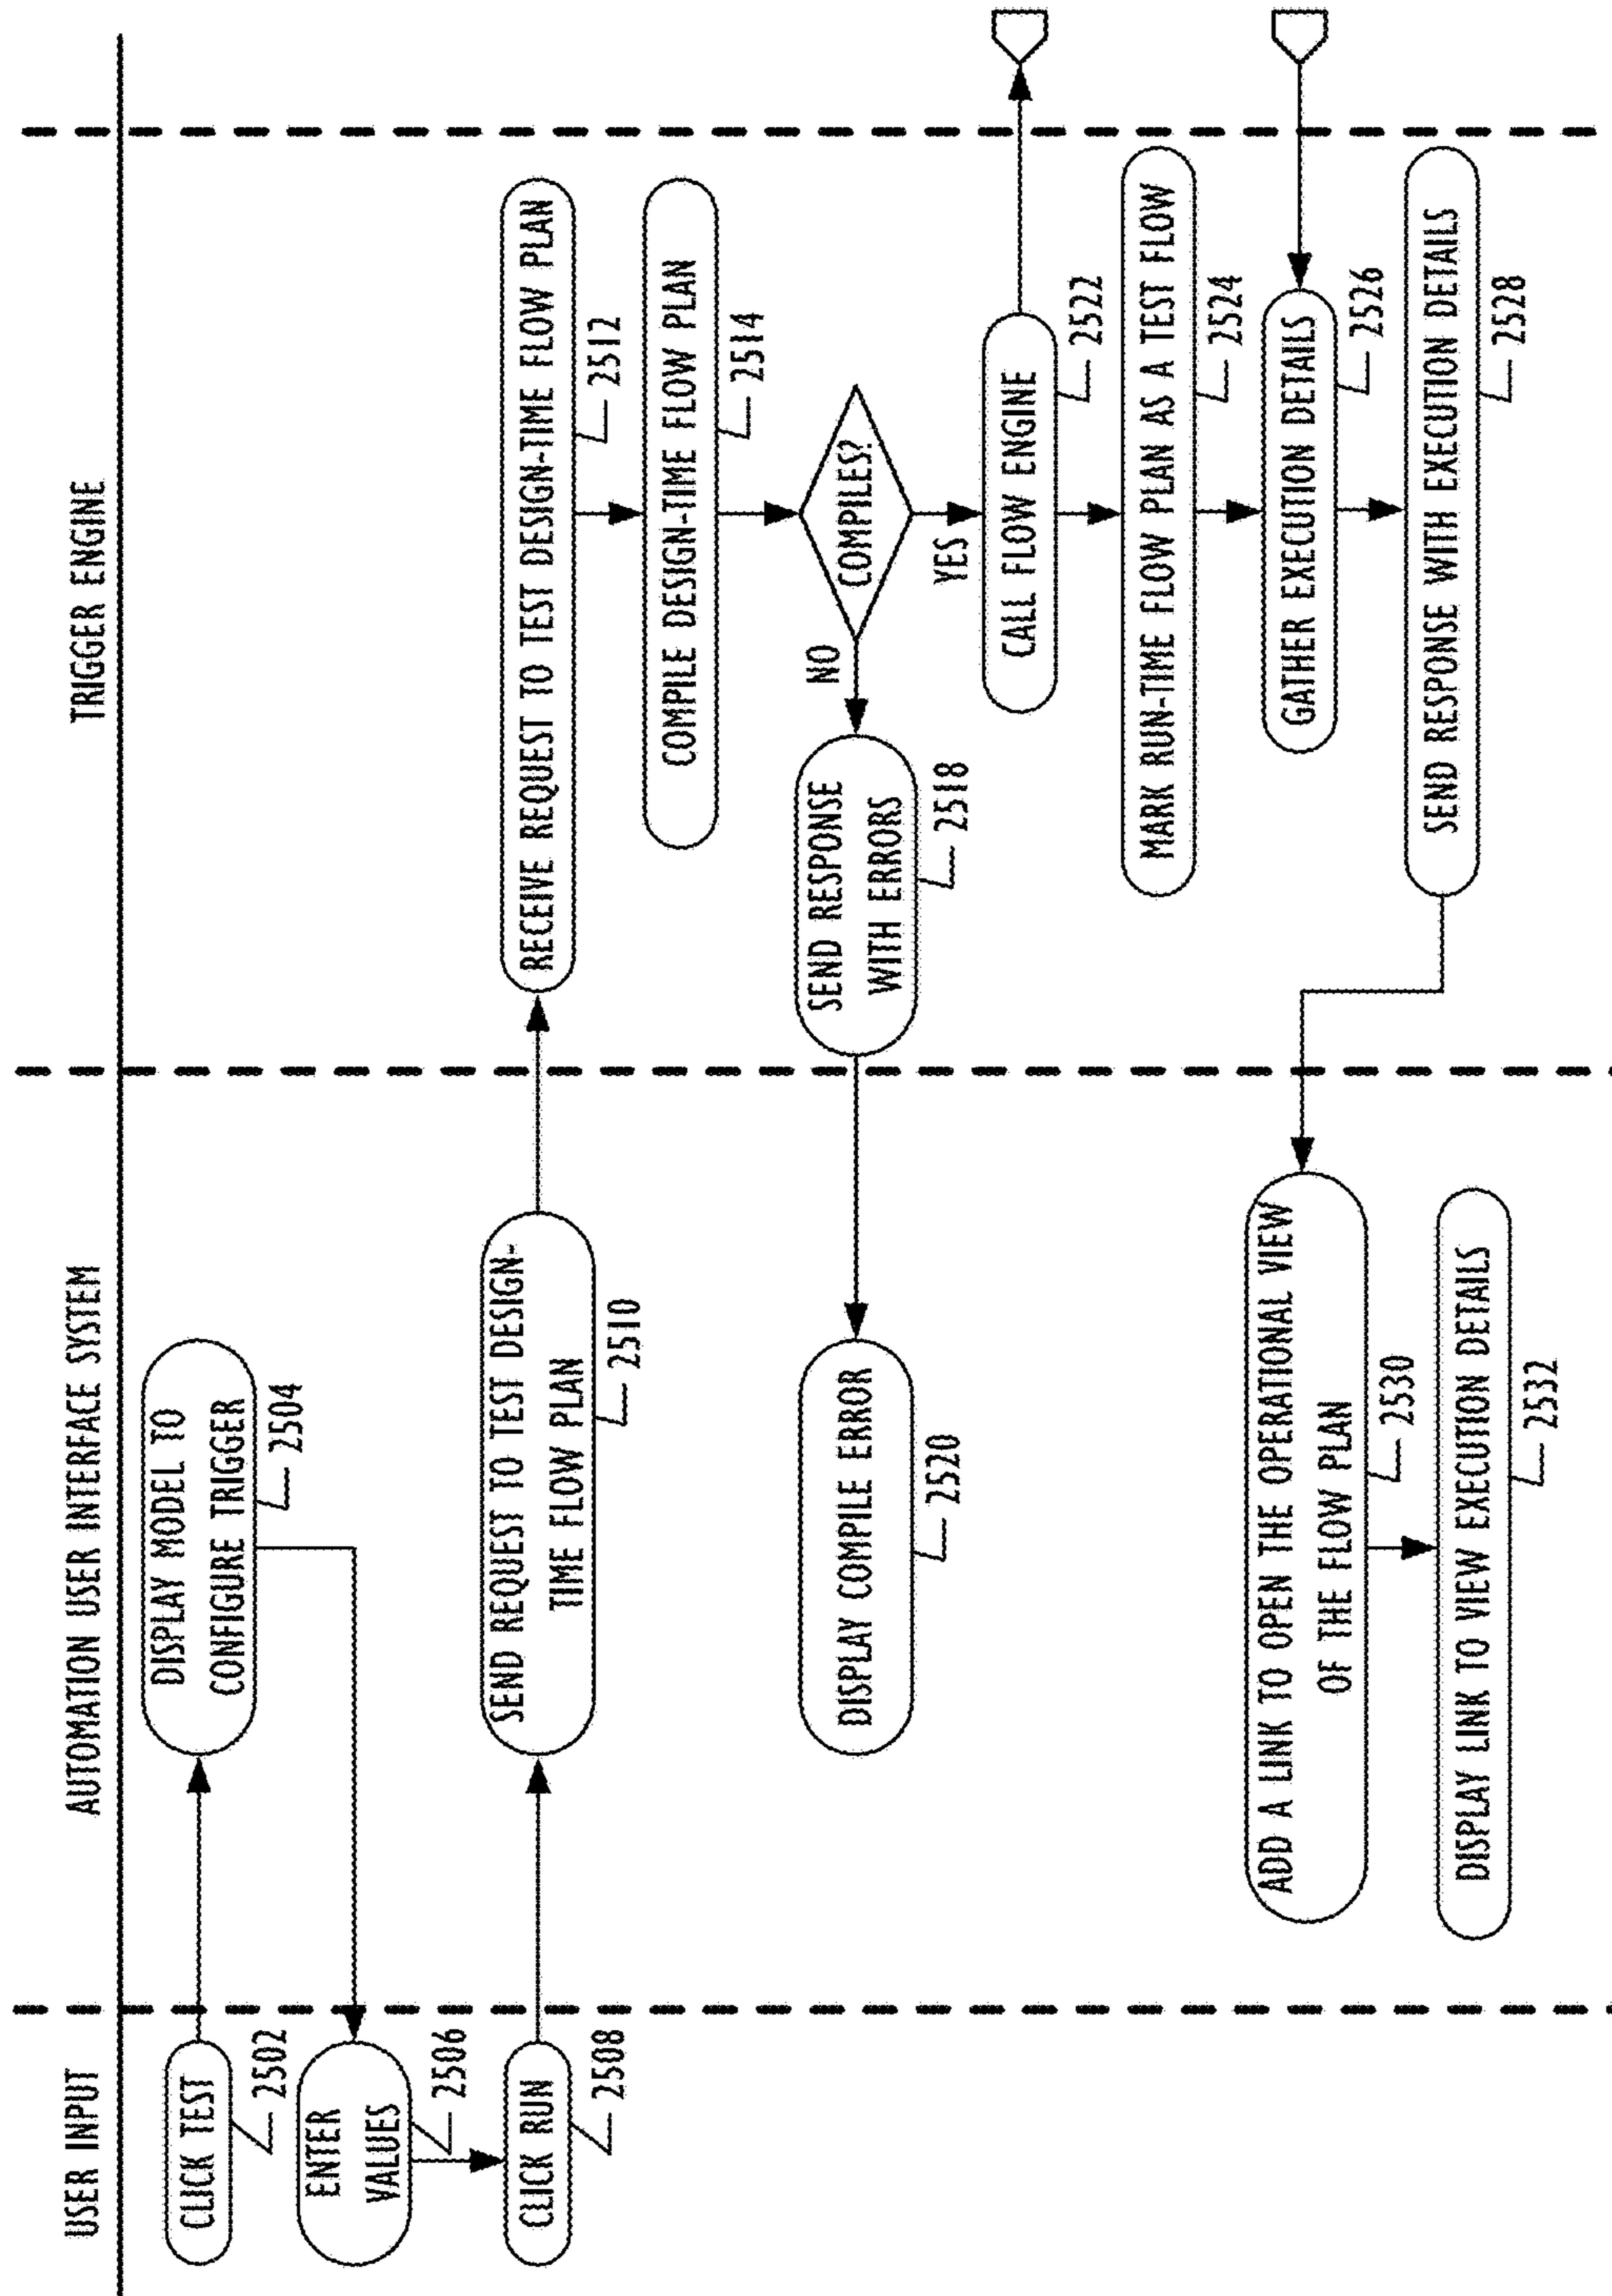 USER INPUT
AUTOMATION USER INTERFACE SYSTEM
TRIGGER ENGINE
CLICK TEST
2502
DISPLAY MODEL TO
CONFIGURE TRIGGER
2504
ENTER
VALUES
2506
CLICK RUN
2508
SEND REQUEST TO TEST DESIGN-
TIME FLOW PLAN
2510
RECEIVE REQUEST TO TEST DESIGN-TIME FLOW PLAN
2512
COMPILE DESIGN-TIME FLOW PLAN
2514
COMPILES?
NO
YES
SEND RESPONSE
WITH ERRORS
2518
DISPLAY COMPILE ERROR
2520
CALL FLOW ENGINE
2522
MARK RUN-TIME FLOW PLAN AS A TEST FLOW
2524
GATHER EXECUTION DETAILS
2526
SEND RESPONSE WITH EXECUTION DETAILS
2528
ADD A LINK TO OPEN THE OPERATIONAL VIEW
OF THE FLOW PLAN
2530
DISPLAY LINK TO VIEW EXECUTION DETAILS
2532